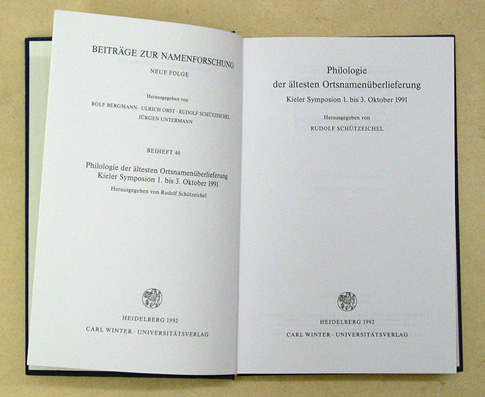 BEITRÄGE ZUR NAMENFORSCHUNG
NEUE FOLGE
Herausgegeben von
ROLF BERGMANN · ULRICH OBST · RUDOLF SCHÜTZEICHEL
JÜRGEN UNTERMANN
BEIHEFT 40
Philologie der ältesten Ortsnamenüberlieferung
Kieler Symposion 1. bis 3. Oktober 1991
Herausgegeben von Rudolf Schützeichel
HEIDELBERG 1992
CARL WINTER · UNIVERSITÄTSVERLAG
Philologie
der ältesten Ortsnamenüberlieferung
Kieler Symposion 1. bis 3. Oktober 1991
Herausgegeben von
RUDOLF SCHÜTZEICHEL
HEIDELBERG 1992
CARL WINTER · UNIVERSITÄTSVERLAG